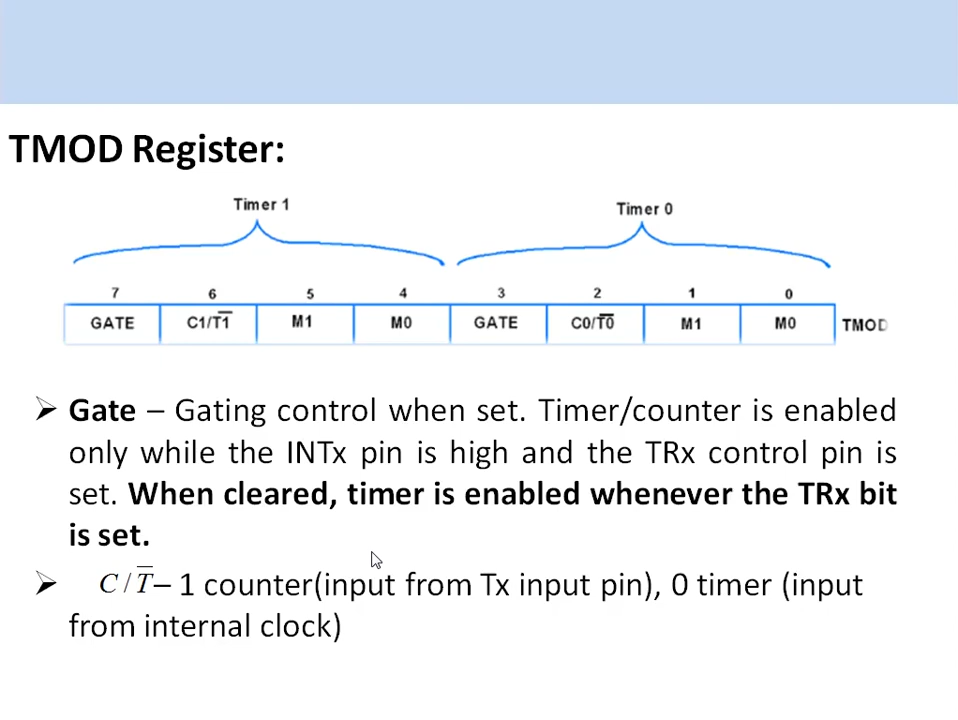 TMOD Register:
Timer 1
Timer 0
7 6 5 4 3 2 1 0
GATE C1/T̅1̅ M1 M0 GATE C0/T̅0̅ M1 M0 TMOD
➢ Gate – Gating control when set. Timer/counter is enabled
only while the INTx pin is high and the TRx control pin is
set. When cleared, timer is enabled whenever the TRx bit
is set.
➢ C/T̅ – 1 counter(input from Tx input pin), 0 timer (input
from internal clock)